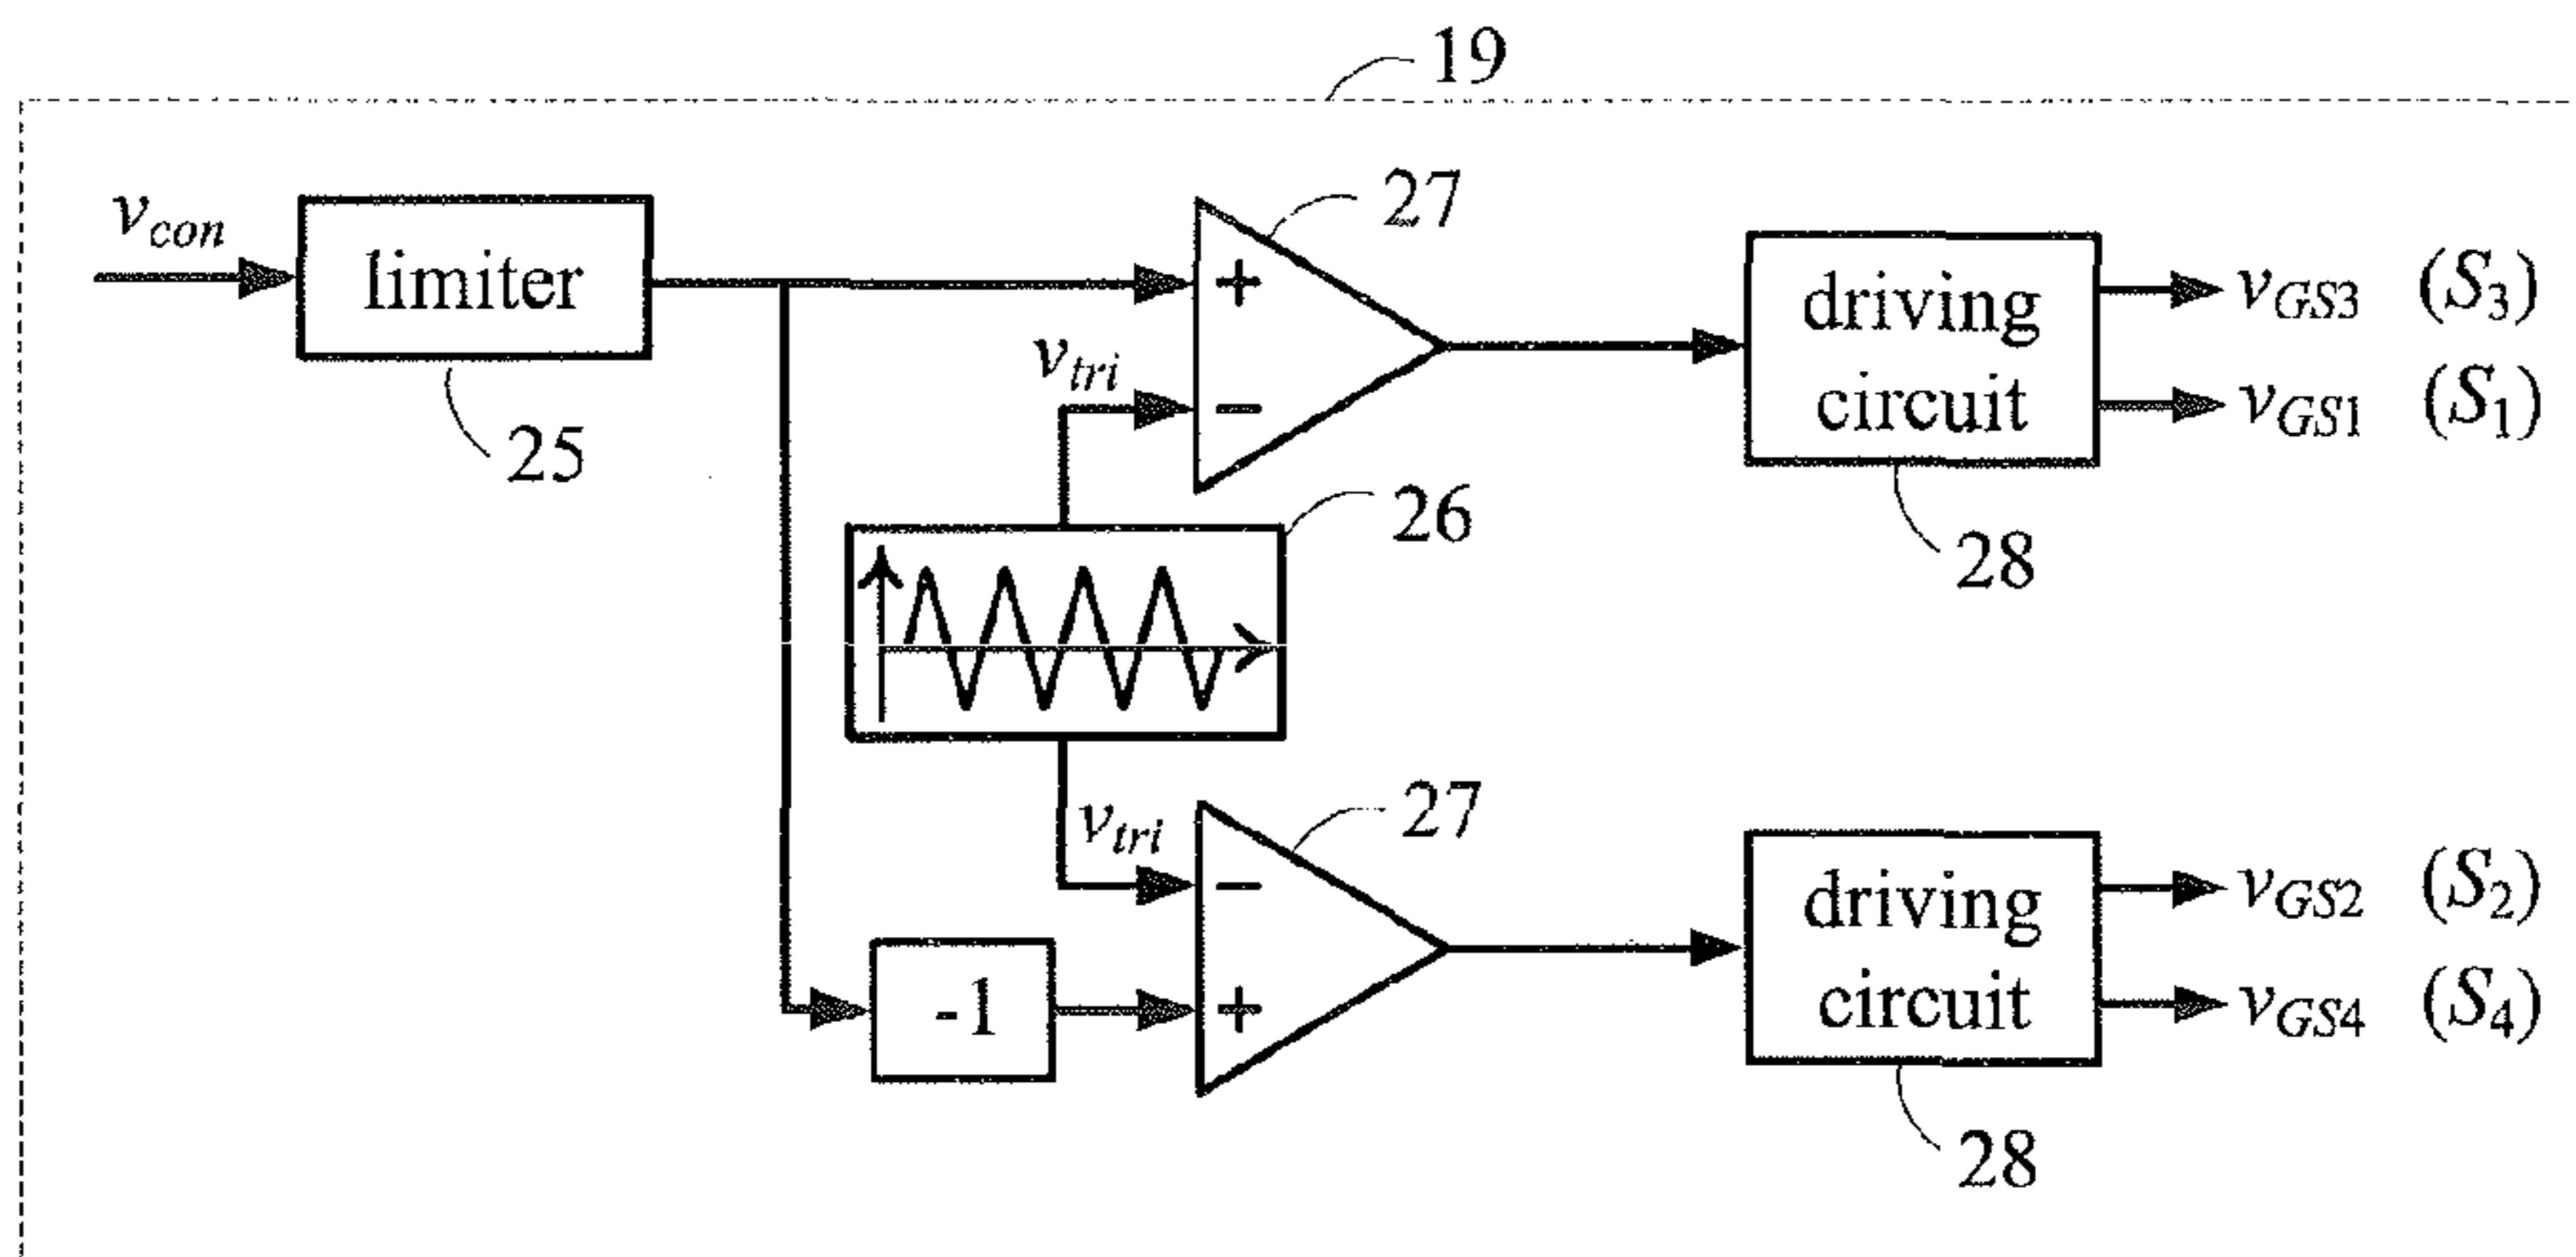 19
v_con
limiter
25
27
+
v_tri
−
driving
circuit
v_GS3 (S_3)
v_GS1 (S_1)
28
26
v_tri
27
−
+
-1
driving
circuit
v_GS2 (S_2)
v_GS4 (S_4)
28